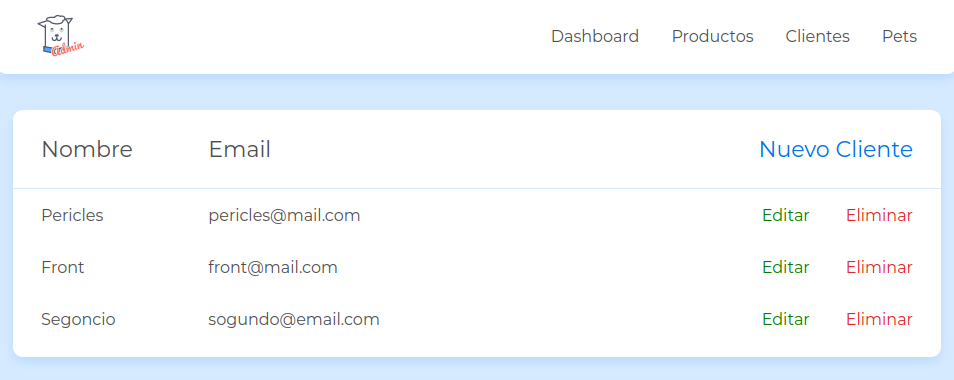 Admin
Dashboard Productos Clientes Pets
Nombre Email Nuevo Cliente
Pericles pericles@mail.com Editar Eliminar
Front front@mail.com Editar Eliminar
Segoncio sogundo@email.com Editar Eliminar